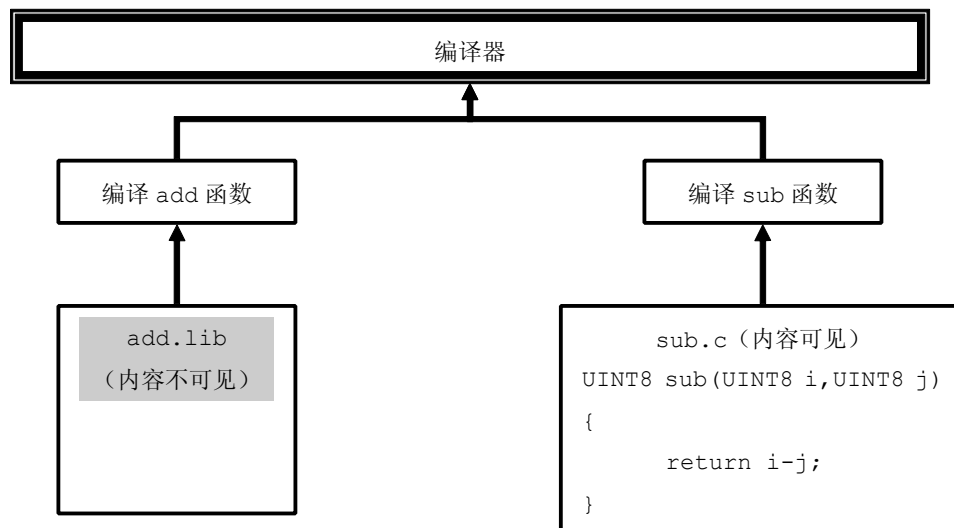 编译器
编译 add 函数
编译 sub 函数
add.lib
（内容不可见）
sub.c（内容可见）
UINT8 sub(UINT8 i,UINT8 j)
{
return i-j;
}